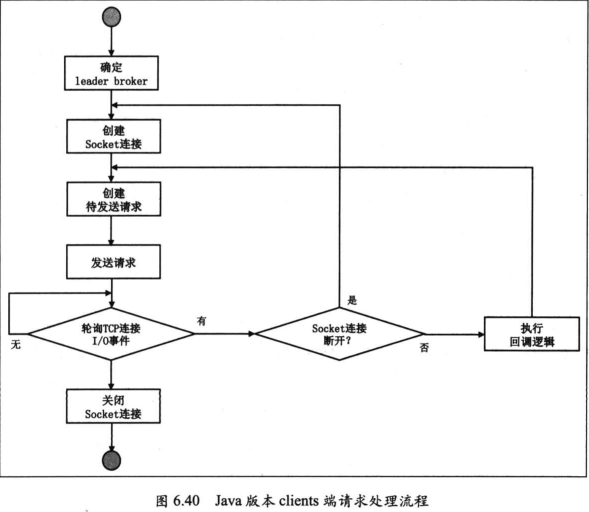 确定
leader broker
创建
Socket连接
创建
待发送请求
发送请求
轮询TCP连接
I/O事件
无
有
Socket连接
断开？
是
否
执行
回调逻辑
关闭
Socket连接
图 6.40 Java 版本 clients 端请求处理流程